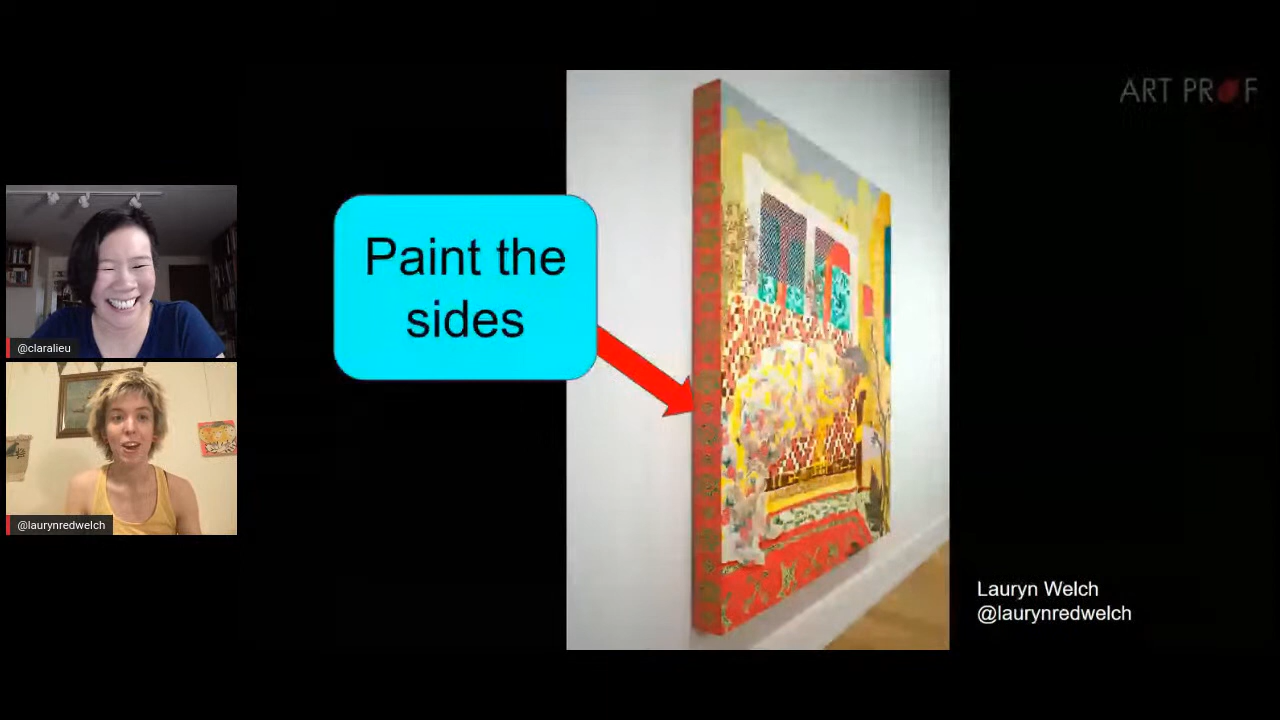 ART PROF
Paint the
sides
@claralieu
@laurynredwelch
Lauryn Welch
@laurynredwelch